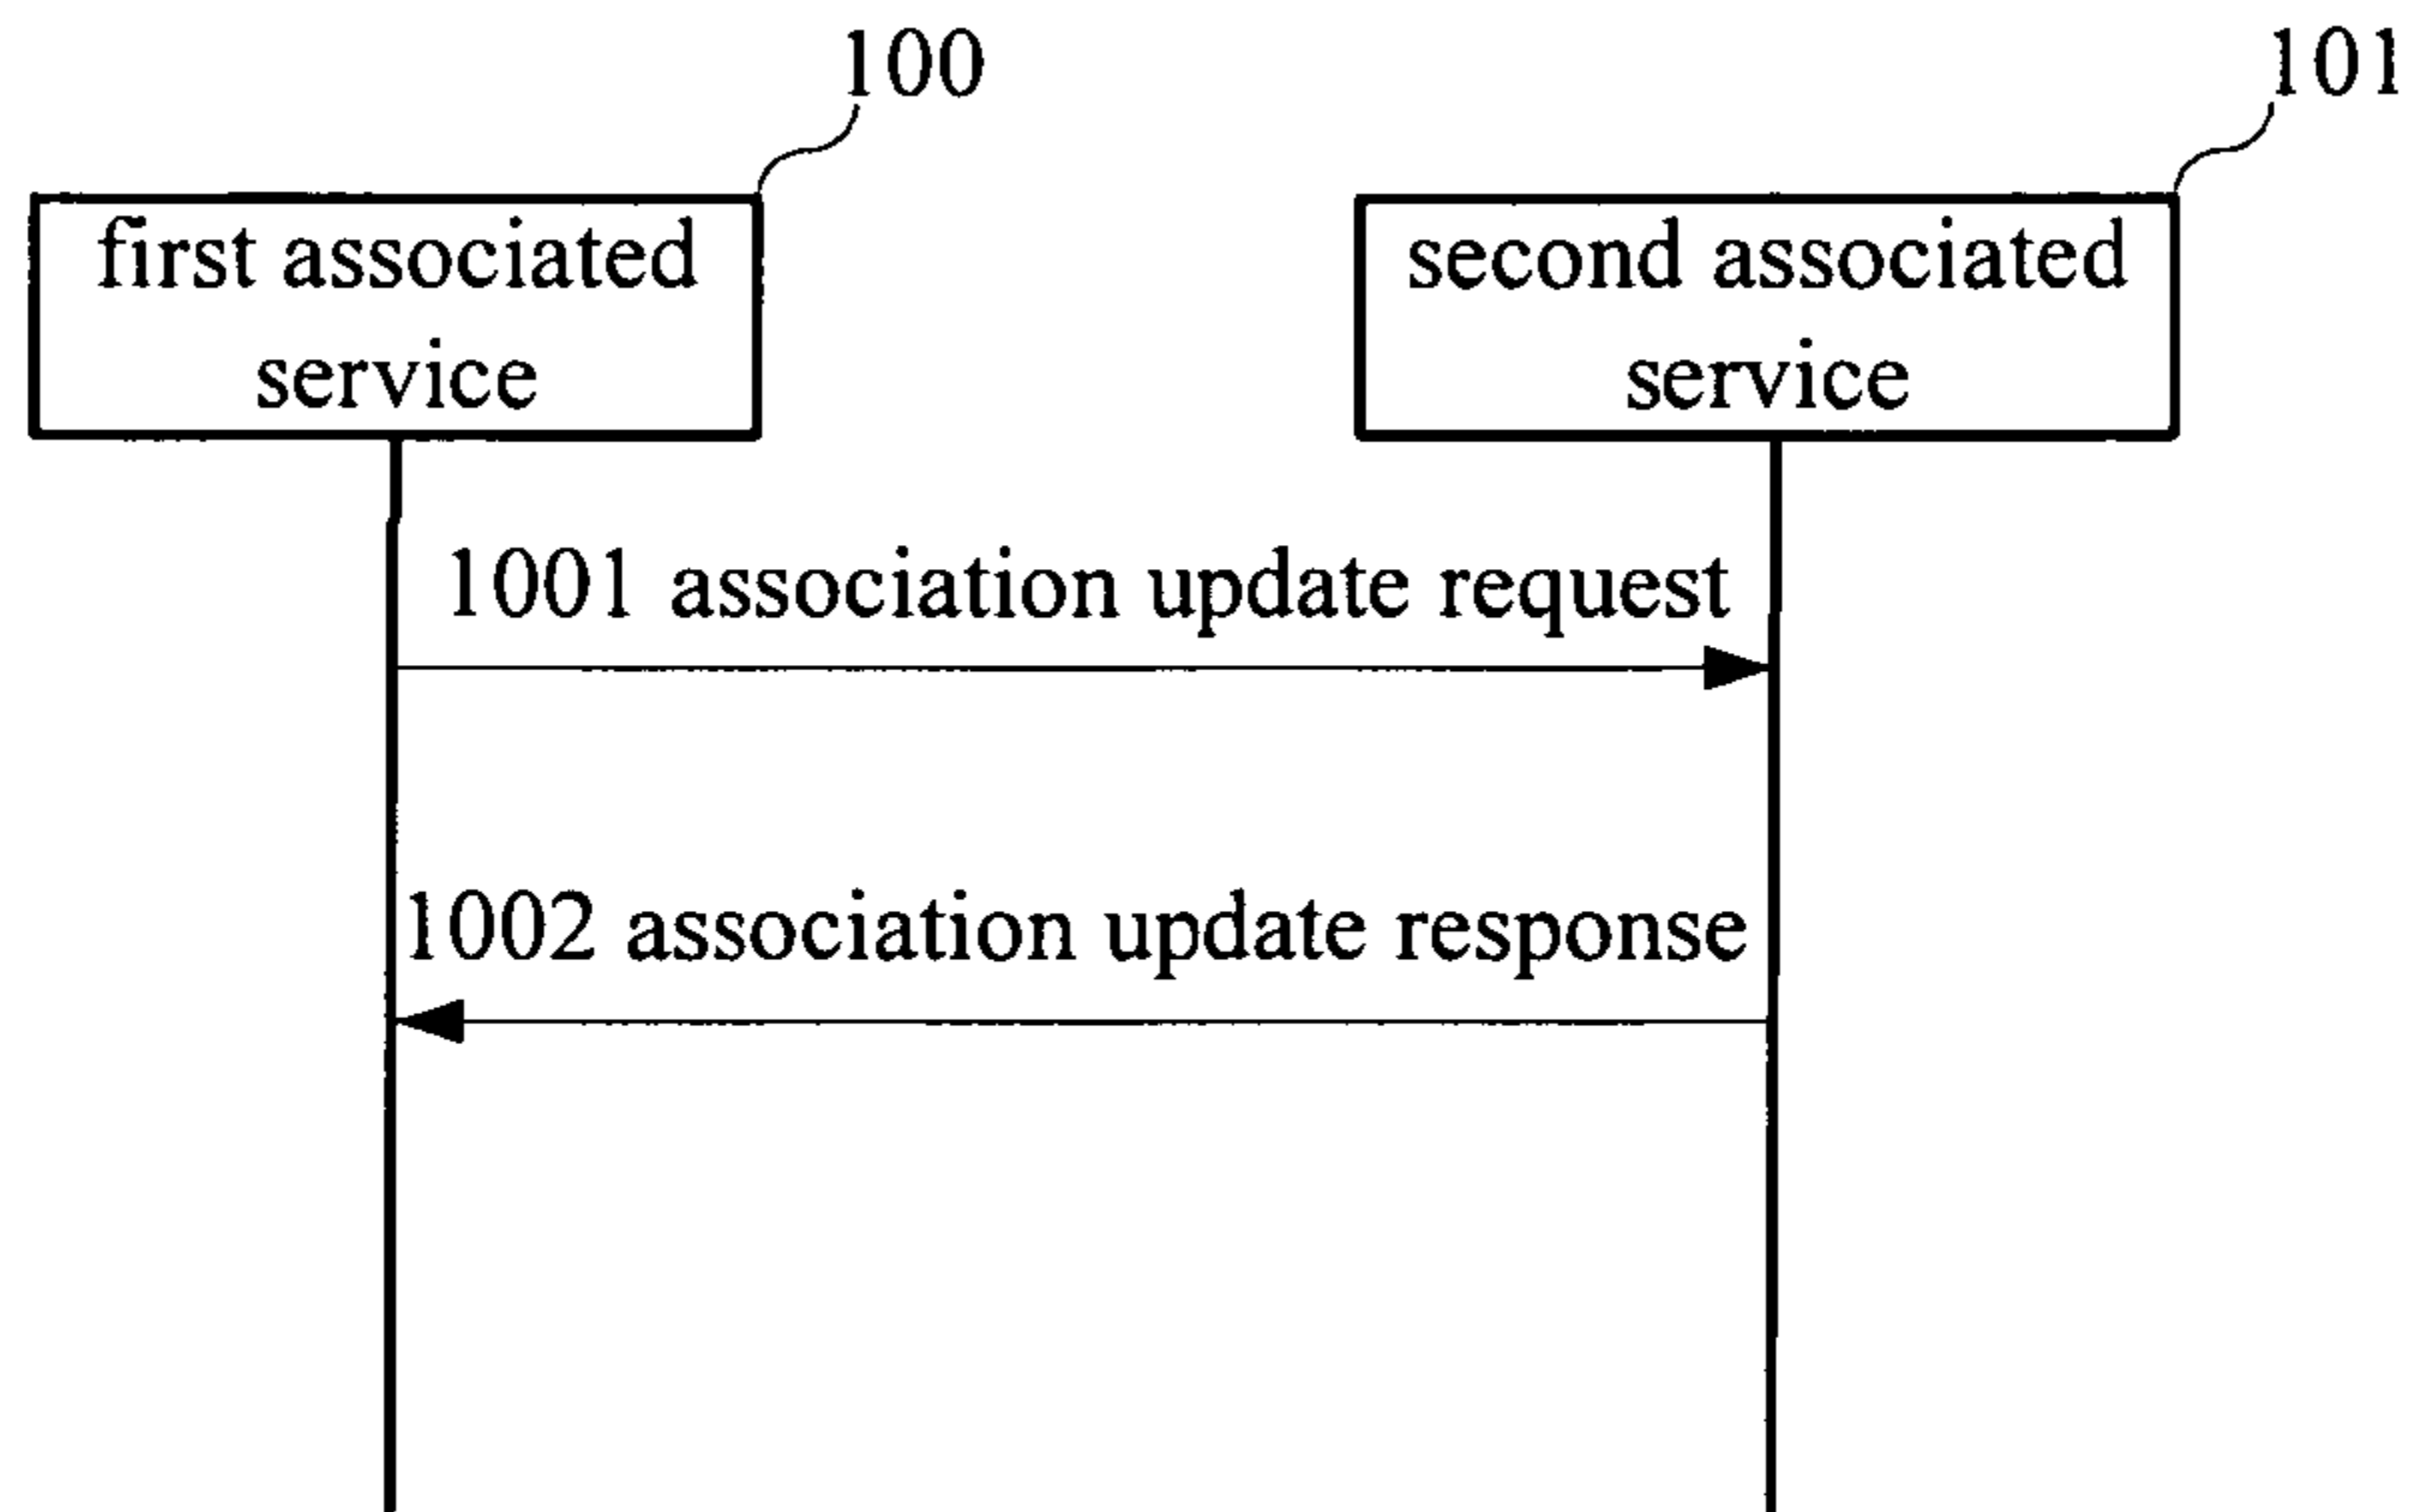 100
101
first associated
service
second associated
service
1001 association update request
1002 association update response